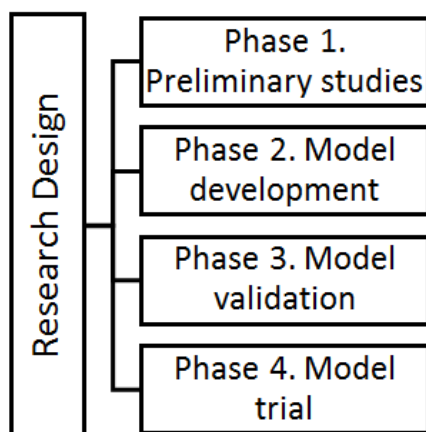 Research Design
Phase 1.
Preliminary studies
Phase 2. Model
development
Phase 3. Model
validation
Phase 4. Model
trial